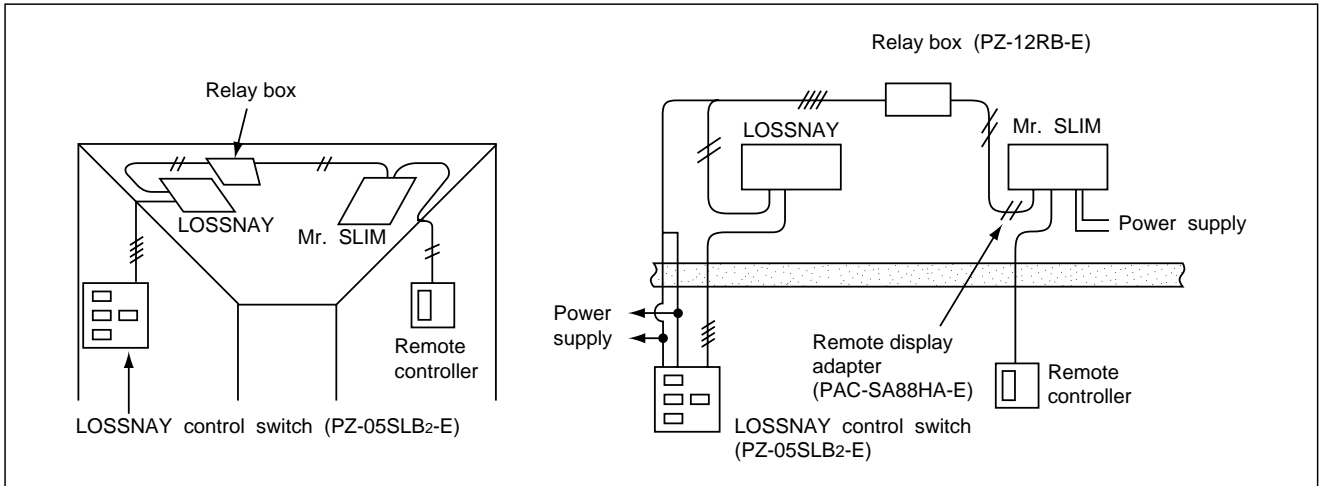 Relay box
LOSSNAY
Mr. SLIM
Remote
controller
LOSSNAY control switch (PZ-05SLB2-E)
Relay box (PZ-12RB-E)
LOSSNAY
Mr. SLIM
Power supply
Power
supply
Remote display
adapter
(PAC-SA88HA-E)
Remote
controller
LOSSNAY control switch
(PZ-05SLB2-E)